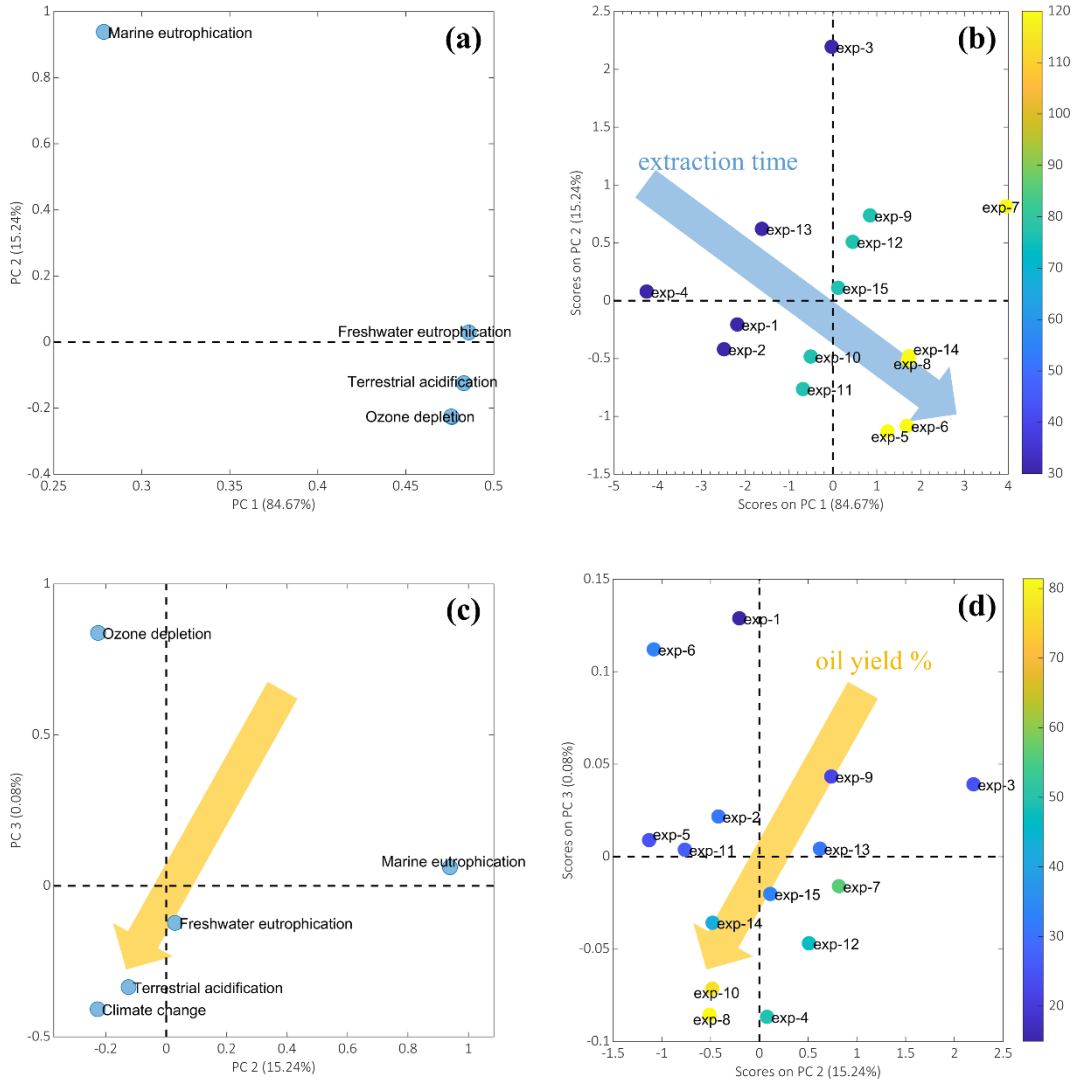 (a)
1
0.8
0.6
0.4
0.2
0
-0.2
-0.4
PC 2 (15.24%)
Marine eutrophication
Freshwater eutrophication
Terrestrial acidification
Ozone depletion
0.25 0.3 0.35 0.4 0.45 0.5
PC 1 (84.67%)
(b)
2.5
2
1.5
1
0.5
0
-0.5
-1
-1.5
Scores on PC 2 (15.24%)
exp-3
extraction time
exp-7
exp-9
exp-13
exp-12
exp-15
exp-4
exp-1
exp-2
exp-10
exp-14
exp-8
exp-11
exp-6
exp-5
-5 -4 -3 -2 -1 0 1 2 3 4
Scores on PC 1 (84.67%)
120
110
100
90
80
70
60
50
40
30
(c)
1
0.5
0
-0.5
PC 3 (0.08%)
Ozone depletion
Marine eutrophication
Freshwater eutrophication
Terrestrial acidification
Climate change
-0.2 0 0.2 0.4 0.6 0.8 1
PC 2 (15.24%)
(d)
0.15
0.1
0.05
0
-0.05
-0.1
Scores on PC 3 (0.08%)
exp-1
exp-6
oil yield %
exp-9
exp-3
exp-2
exp-5
exp-11
exp-13
exp-7
exp-15
exp-14
exp-12
exp-10
exp-8
exp-4
-1.5 -1 -0.5 0 0.5 1 1.5 2 2.5
Scores on PC 2 (15.24%)
80
70
60
50
40
30
20